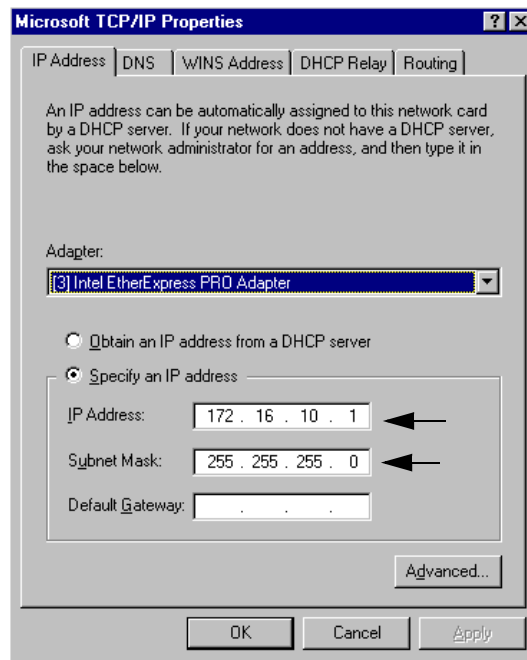 Microsoft TCP/IP Properties
IP Address DNS WINS Address DHCP Relay Routing
An IP address can be automatically assigned to this network card
by a DHCP server. If your network does not have a DHCP server,
ask your network administrator for an address, and then type it in
the space below.
Adapter:
[3] Intel EtherExpress PRO Adapter
Obtain an IP address from a DHCP server
Specify an IP address
IP Address: 172 . 16 . 10 . 1
Subnet Mask: 255 . 255 . 255 . 0
Default Gateway: . . .
Advanced...
OK Cancel Apply